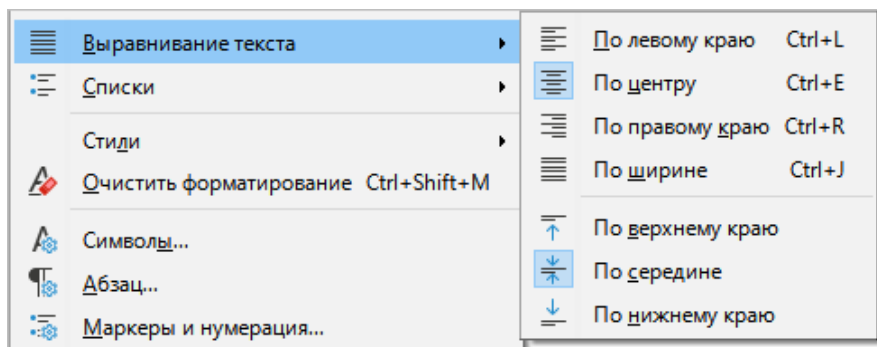 Выравнивание текста
Списки
Стили
Очистить форматирование Ctrl+Shift+M
Символы...
Абзац...
Маркеры и нумерация...
По левому краю Ctrl+L
По центру Ctrl+E
По правому краю Ctrl+R
По ширине Ctrl+J
По верхнему краю
По середине
По нижнему краю